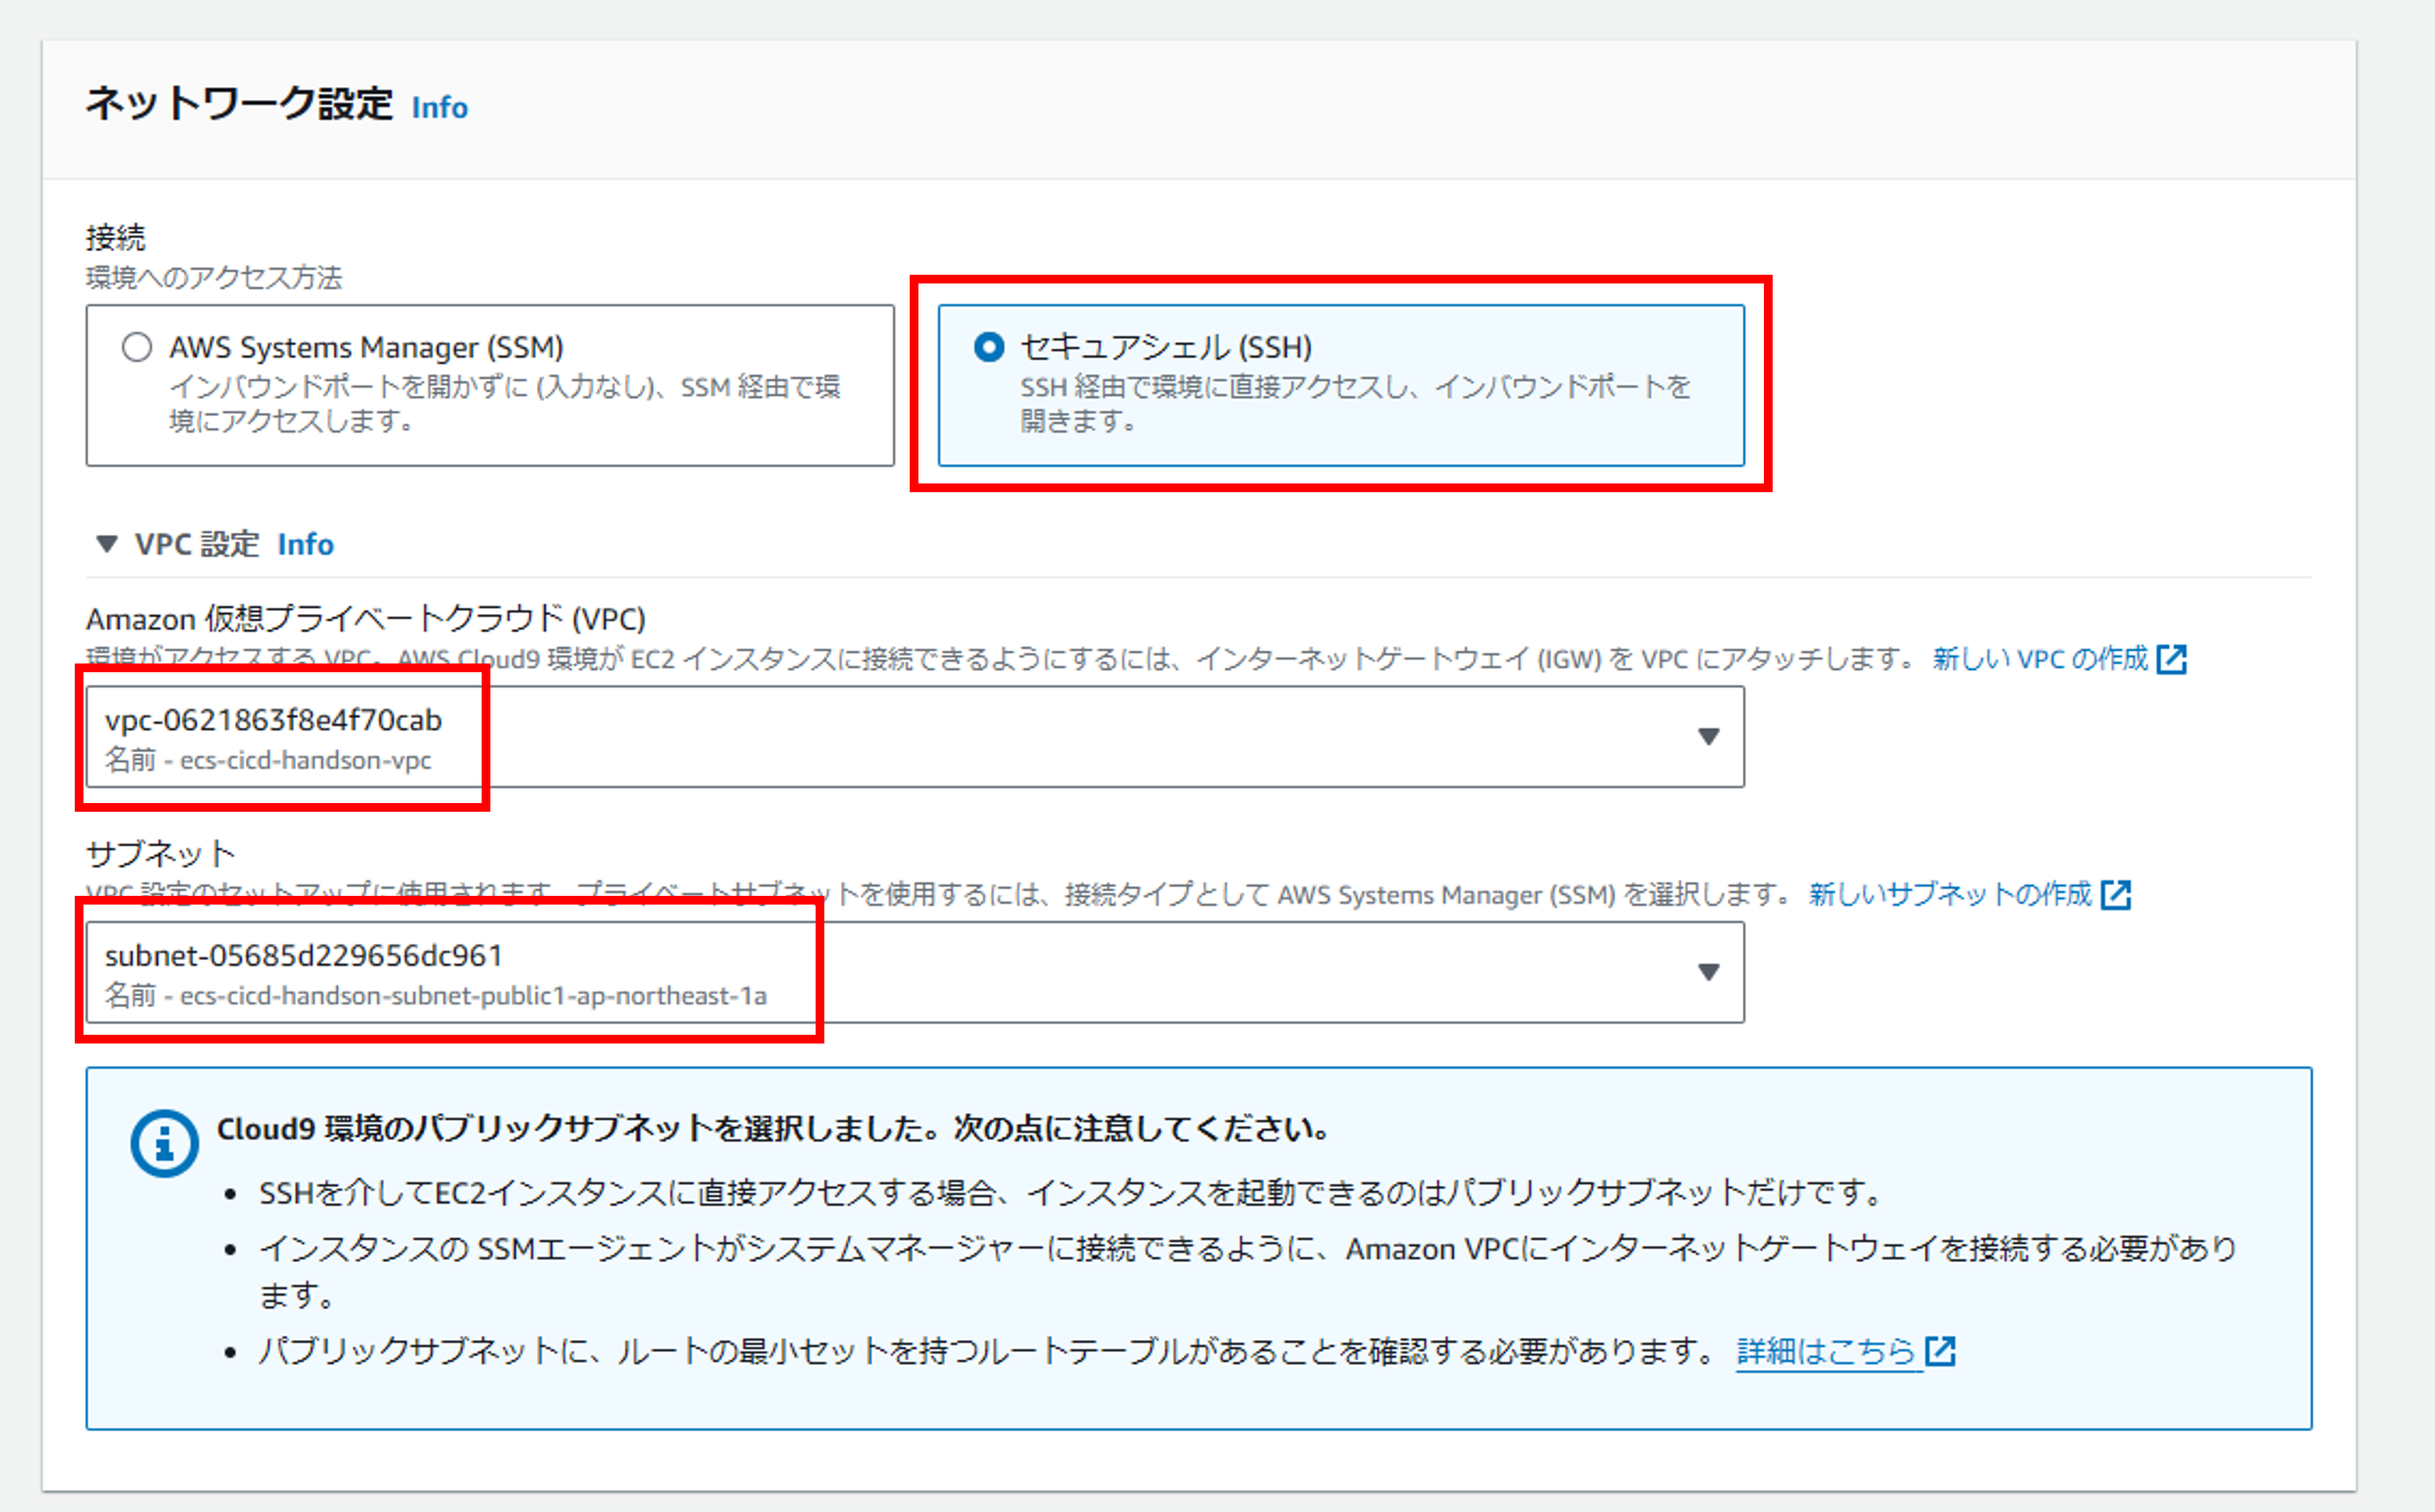 ネットワーク設定 Info
接続
環境へのアクセス方法
AWS Systems Manager (SSM)
インバウンドポートを開かずに (入力なし)、SSM 経由で環
境にアクセスします。
セキュアシェル (SSH)
SSH 経由で環境に直接アクセスし、インバウンドポートを
開きます。
▼ VPC 設定 Info
Amazon 仮想プライベートクラウド (VPC)
環境がアクセスする VPC。AWS Cloud9 環境が EC2 インスタンスに接続できるようにするには、インターネットゲートウェイ (IGW) を VPC にアタッチします。 新しい VPC の作成
vpc-0621863f8e4f70cab
名前 - ecs-cicd-handson-vpc
サブネット
VPC 設定のセットアップに使用されます。プライベートサブネットを使用するには、接続タイプとして AWS Systems Manager (SSM) を選択します。 新しいサブネットの作成
subnet-05685d229656dc961
名前 - ecs-cicd-handson-subnet-public1-ap-northeast-1a
Cloud9 環境のパブリックサブネットを選択しました。次の点に注意してください。
• SSHを介してEC2インスタンスに直接アクセスする場合、インスタンスを起動できるのはパブリックサブネットだけです。
• インスタンスの SSMエージェントがシステムマネージャーに接続できるように、Amazon VPCにインターネットゲートウェイを接続する必要があり
ます。
• パブリックサブネットに、ルートの最小セットを持つルートテーブルがあることを確認する必要があります。 詳細はこちら